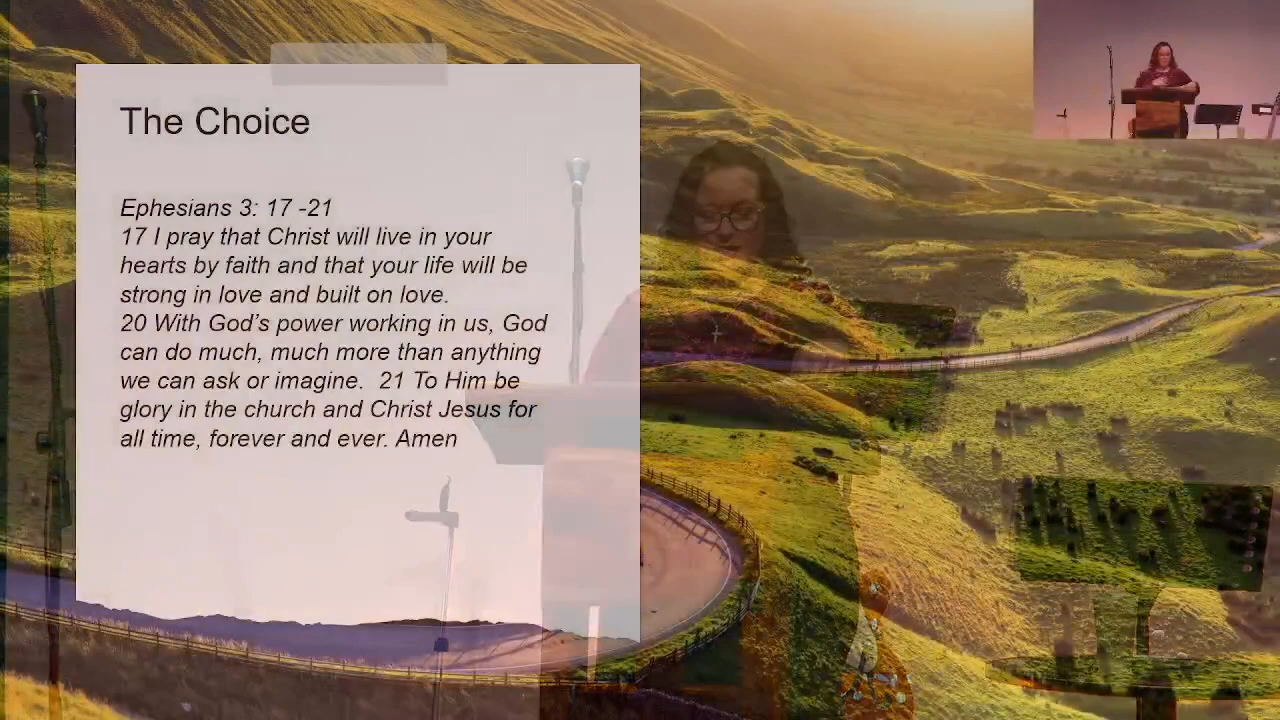 The Choice
Ephesians 3: 17 -21
17 I pray that Christ will live in your
hearts by faith and that your life will be
strong in love and built on love.
20 With God’s power working in us, God
can do much, much more than anything
we can ask or imagine.  21 To Him be
glory in the church and Christ Jesus for
all time, forever and ever. Amen